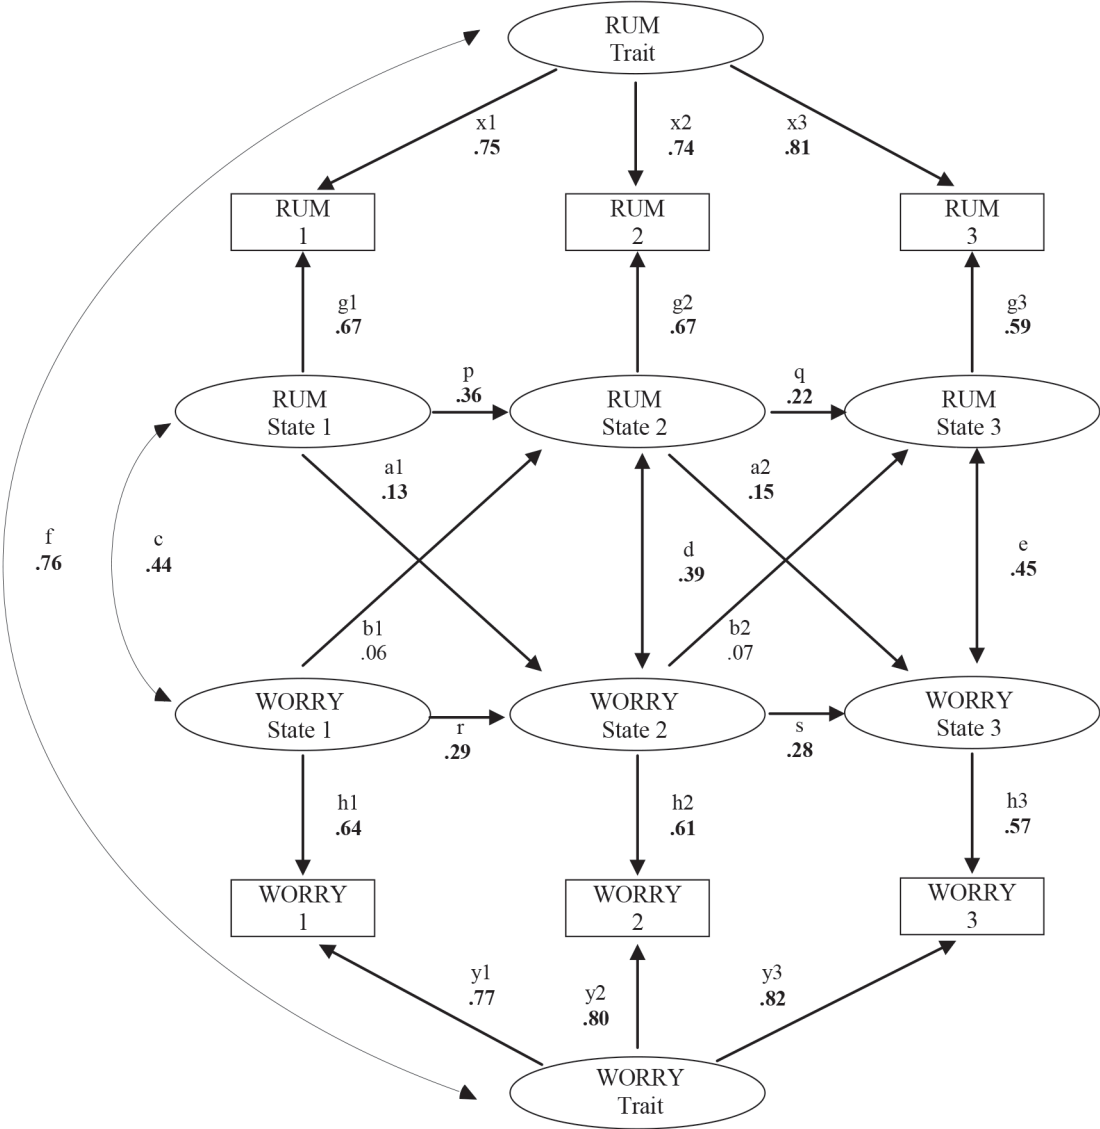 RUM
Trait
x1
.75
x2
.74
x3
.81
RUM
1
RUM
2
RUM
3
g1
.67
g2
.67
g3
.59
RUM
State 1
p
.36
RUM
State 2
q
.22
RUM
State 3
a1
.13
a2
.15
f
.76
c
.44
d
.39
e
.45
b1
.06
b2
.07
WORRY
State 1
r
.29
WORRY
State 2
s
.28
WORRY
State 3
h1
.64
h2
.61
h3
.57
WORRY
1
WORRY
2
WORRY
3
y1
.77
y2
.80
y3
.82
WORRY
Trait